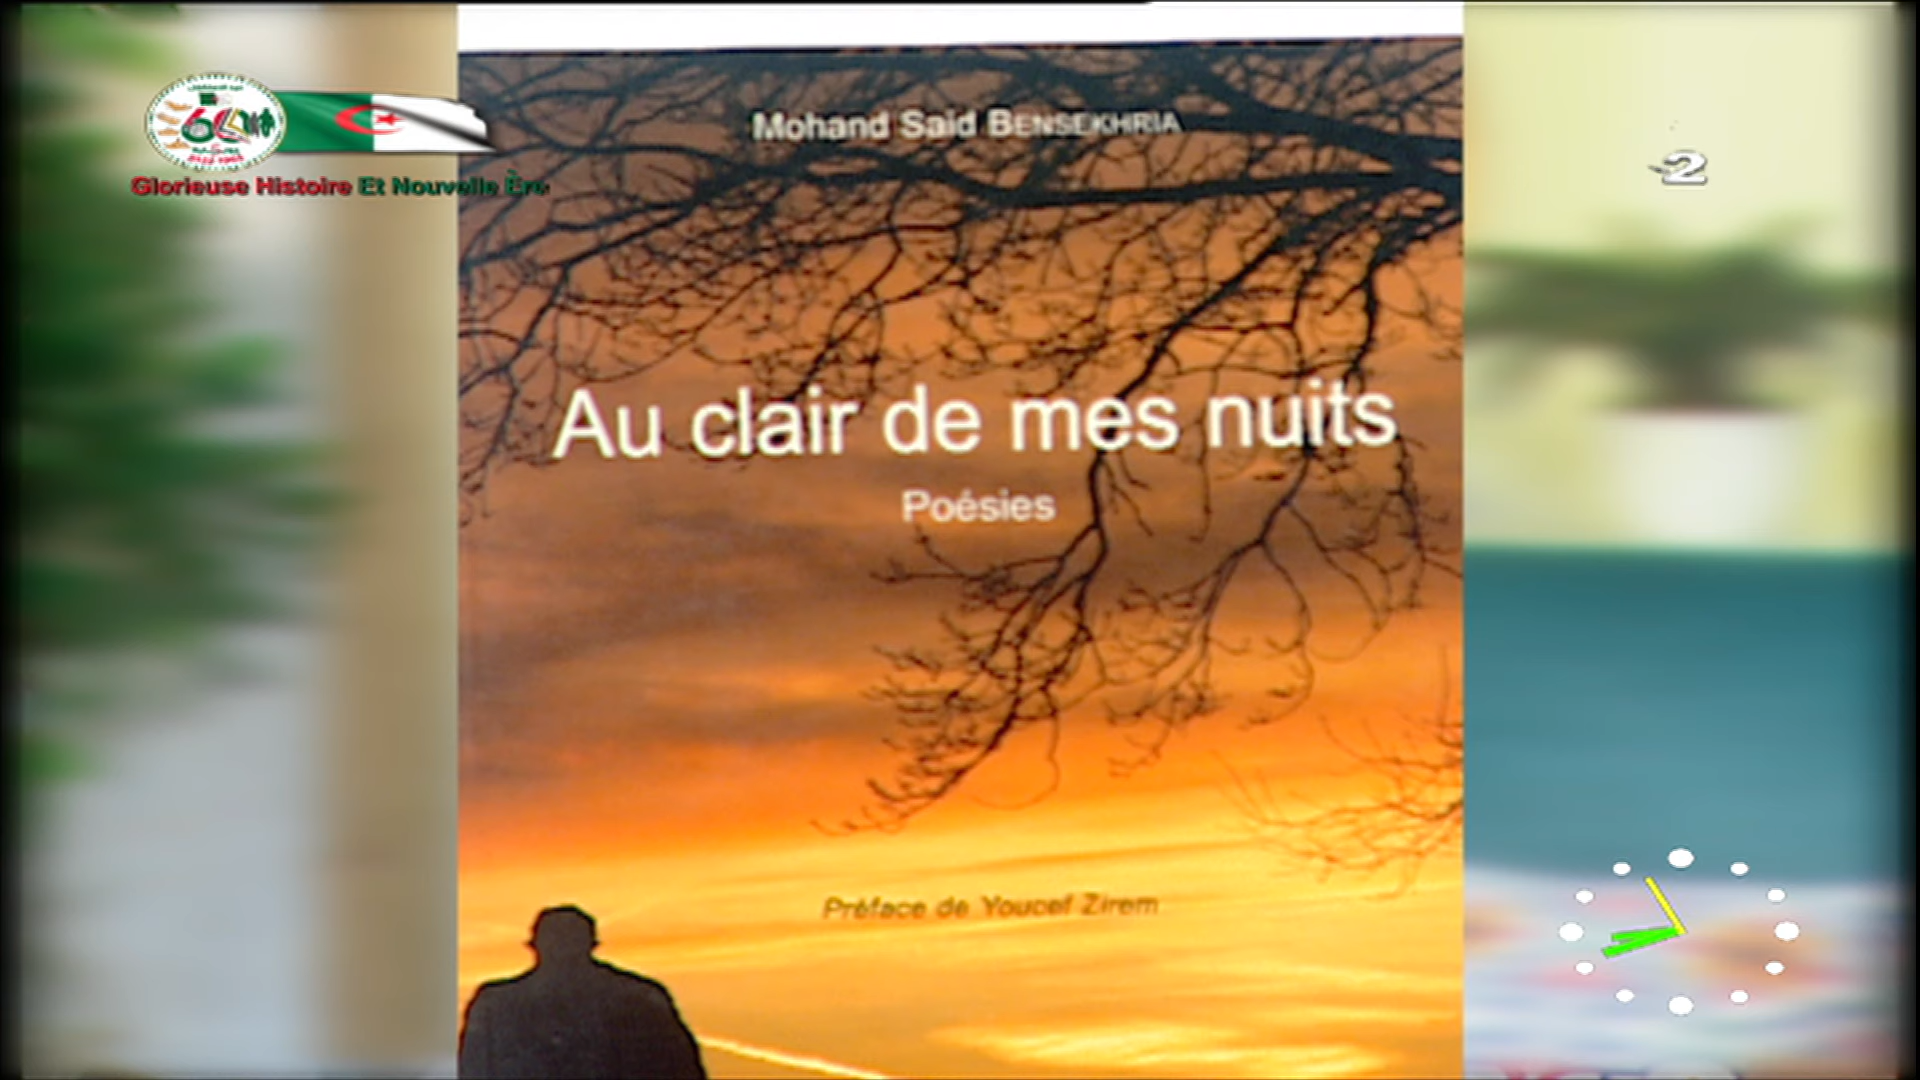 Mohand Said BENSEKHRIA
Glorieuse Histoire Et Nouvelle Ère
60
2
Au clair de mes nuits
Poésies
Préface de Youcef Zirem